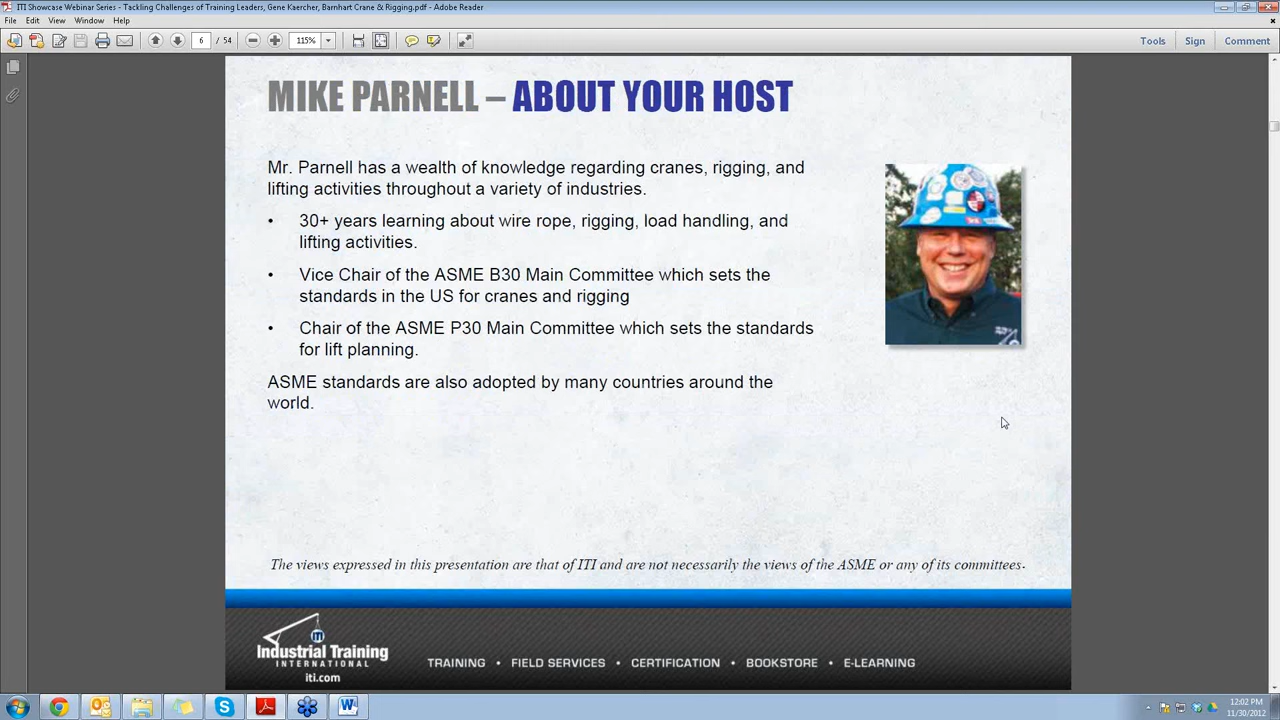 ITI Showcase Webinar Series - Tackling Challenges of Training Leaders, Gene Kaercher, Barnhart Crane & Rigging.pdf - Adobe Reader
File Edit View Window Help
6 / 54 115% Tools Sign Comment
MIKE PARNELL – ABOUT YOUR HOST
Mr. Parnell has a wealth of knowledge regarding cranes, rigging, and
lifting activities throughout a variety of industries.
• 30+ years learning about wire rope, rigging, load handling, and
lifting activities.
• Vice Chair of the ASME B30 Main Committee which sets the
standards in the US for cranes and rigging
• Chair of the ASME P30 Main Committee which sets the standards
for lift planning.
ASME standards are also adopted by many countries around the
world.
The views expressed in this presentation are that of ITI and are not necessarily the views of the ASME or any of its committees.
ITI
Industrial Training
INTERNATIONAL
iti.com
TRAINING • FIELD SERVICES • CERTIFICATION • BOOKSTORE • E-LEARNING
12:02 PM
11/30/2012